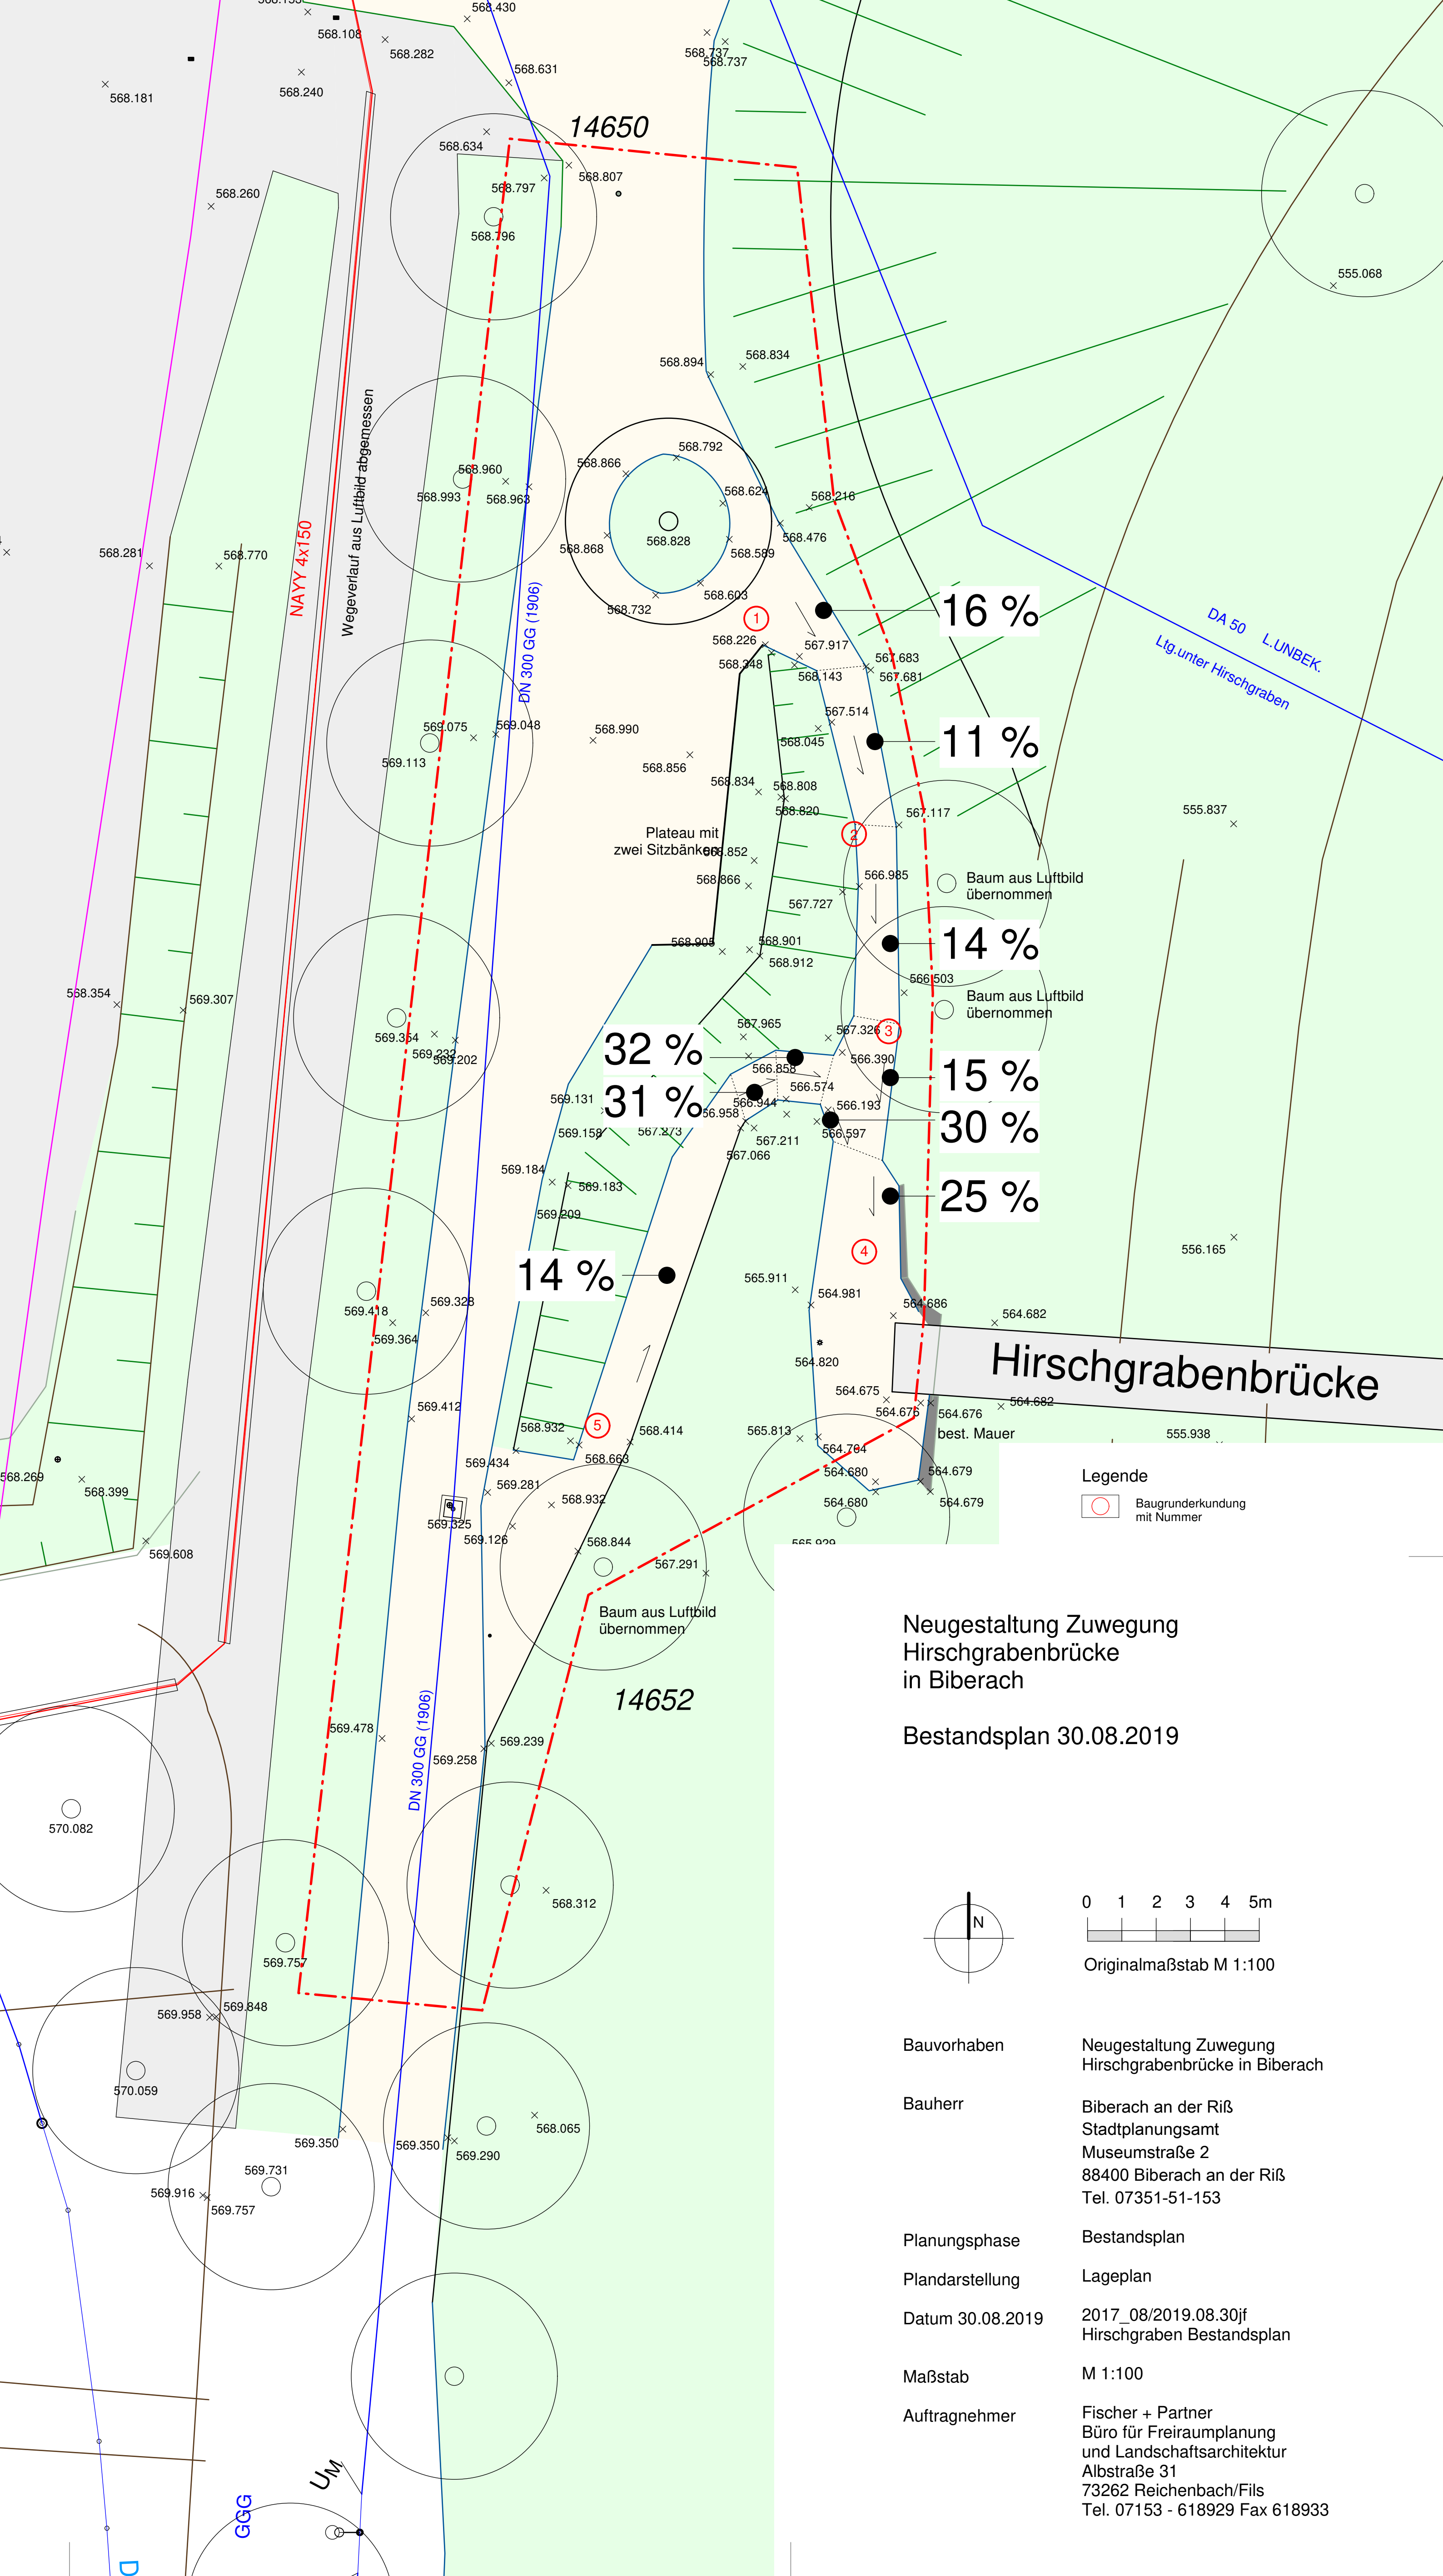 568.430
568.108
568.282
568.737
568.737
568.631
568.240
568.181
14650
568.634
568.807
568.797
568.260
568.796
555.068
568.894
568.834
Wegeverlauf aus Luftbild abgemessen
568.792
568.866
568.960
568.993
568.963
568.624
568.216
568.476
568.868
568.828
568.589
568.281
568.770
NAYY 4x150
568.732
568.603
DN 300 GG (1906)
1
16 %
DA 50 L.UNBEK.
Ltg.unter Hirschgraben
568.226
567.917
568.348
568.143
567.683
567.681
569.075
569.048
568.990
567.514
568.045
11 %
569.113
568.856
568.834
568.808
568.820
567.117
555.837
Plateau mit
zwei Sitzbänken
2
568.852
568.866
566.985
567.727
Baum aus Luftbild
übernommen
568.905
568.901
568.912
14 %
566.503
568.354
569.307
Baum aus Luftbild
übernommen
569.354
569.232
569.202
567.965
567.326
3
32 %
566.858
566.390
15 %
566.574
31 %
566.944
569.131
566.193
569.158
567.273
567.211
566.597
30 %
567.066
569.184
569.183
25 %
569.209
4
556.165
14 %
565.911
564.981
569.418
569.328
569.364
564.686
564.682
564.820
Hirschgrabenbrücke
564.675
564.676
564.676
564.682
569.412
568.932
5
568.414
565.813
564.764
best. Mauer
555.938
569.434
568.663
568.269
568.399
569.281
568.932
564.680
564.679
564.680
564.679
Legende
Baugrunderkundung
mit Nummer
569.325
569.126
569.608
568.844
567.291
565.929
Baum aus Luftbild
übernommen
Neugestaltung Zuwegung
Hirschgrabenbrücke
in Biberach
14652
569.478
569.258
569.239
Bestandsplan 30.08.2019
DN 300 GG (1906)
570.082
568.312
N
0 1 2 3 4 5m
Originalmaßstab M 1:100
569.757
569.958
569.848
Bauvorhaben
Neugestaltung Zuwegung
Hirschgrabenbrücke in Biberach
570.059
Bauherr
Biberach an der Riß
Stadtplanungsamt
Museumstraße 2
88400 Biberach an der Riß
Tel. 07351-51-153
568.065
569.350
569.350
569.290
569.731
569.916
569.757
Planungsphase
Bestandsplan
Plandarstellung
Lageplan
Datum 30.08.2019
2017_08/2019.08.30jf
Hirschgraben Bestandsplan
Maßstab
M 1:100
Auftragnehmer
Fischer + Partner
Büro für Freiraumplanung
und Landschaftsarchitektur
Albstraße 31
73262 Reichenbach/Fils
Tel. 07153 - 618929 Fax 618933
UM
GGG
D